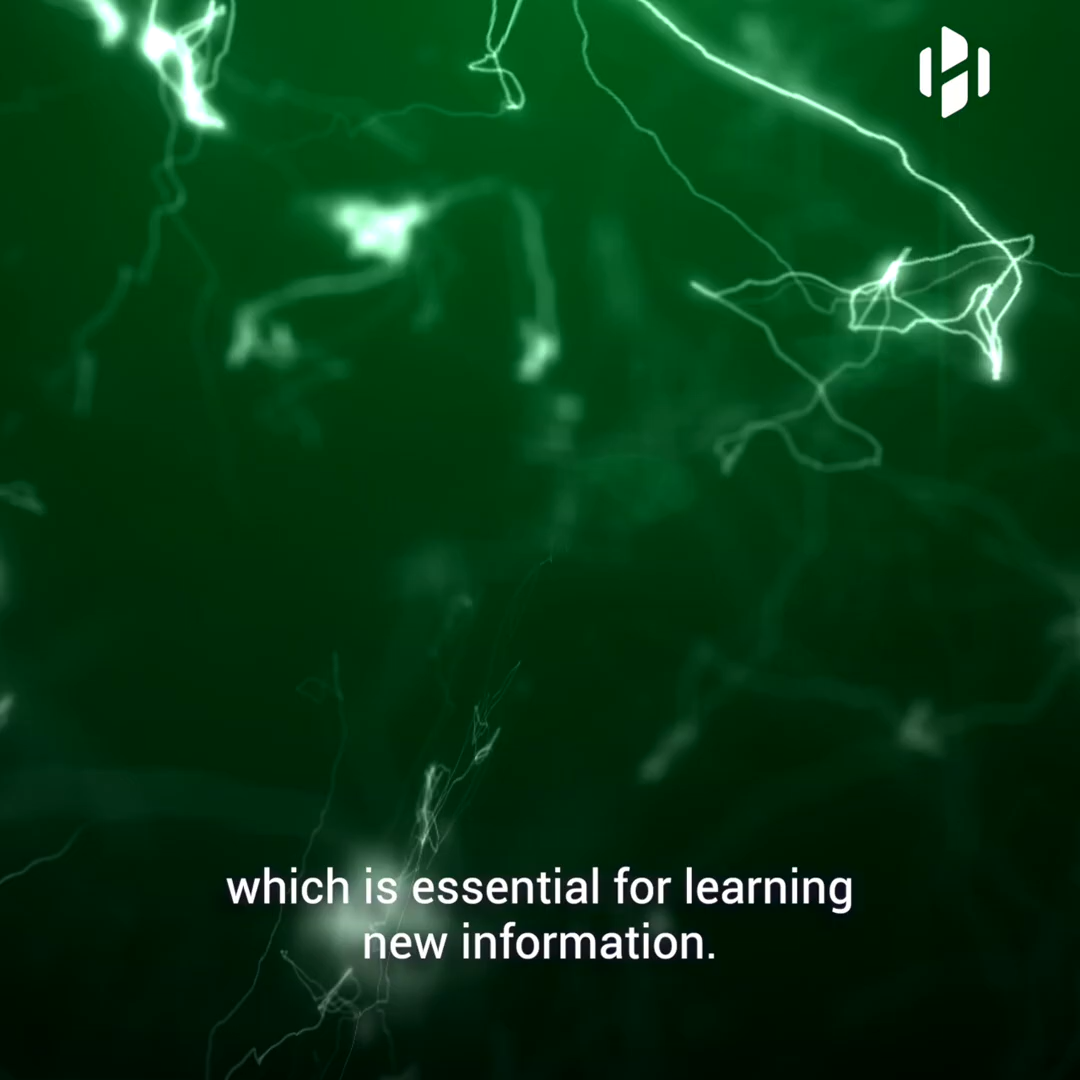 which is essential for learning
new information.